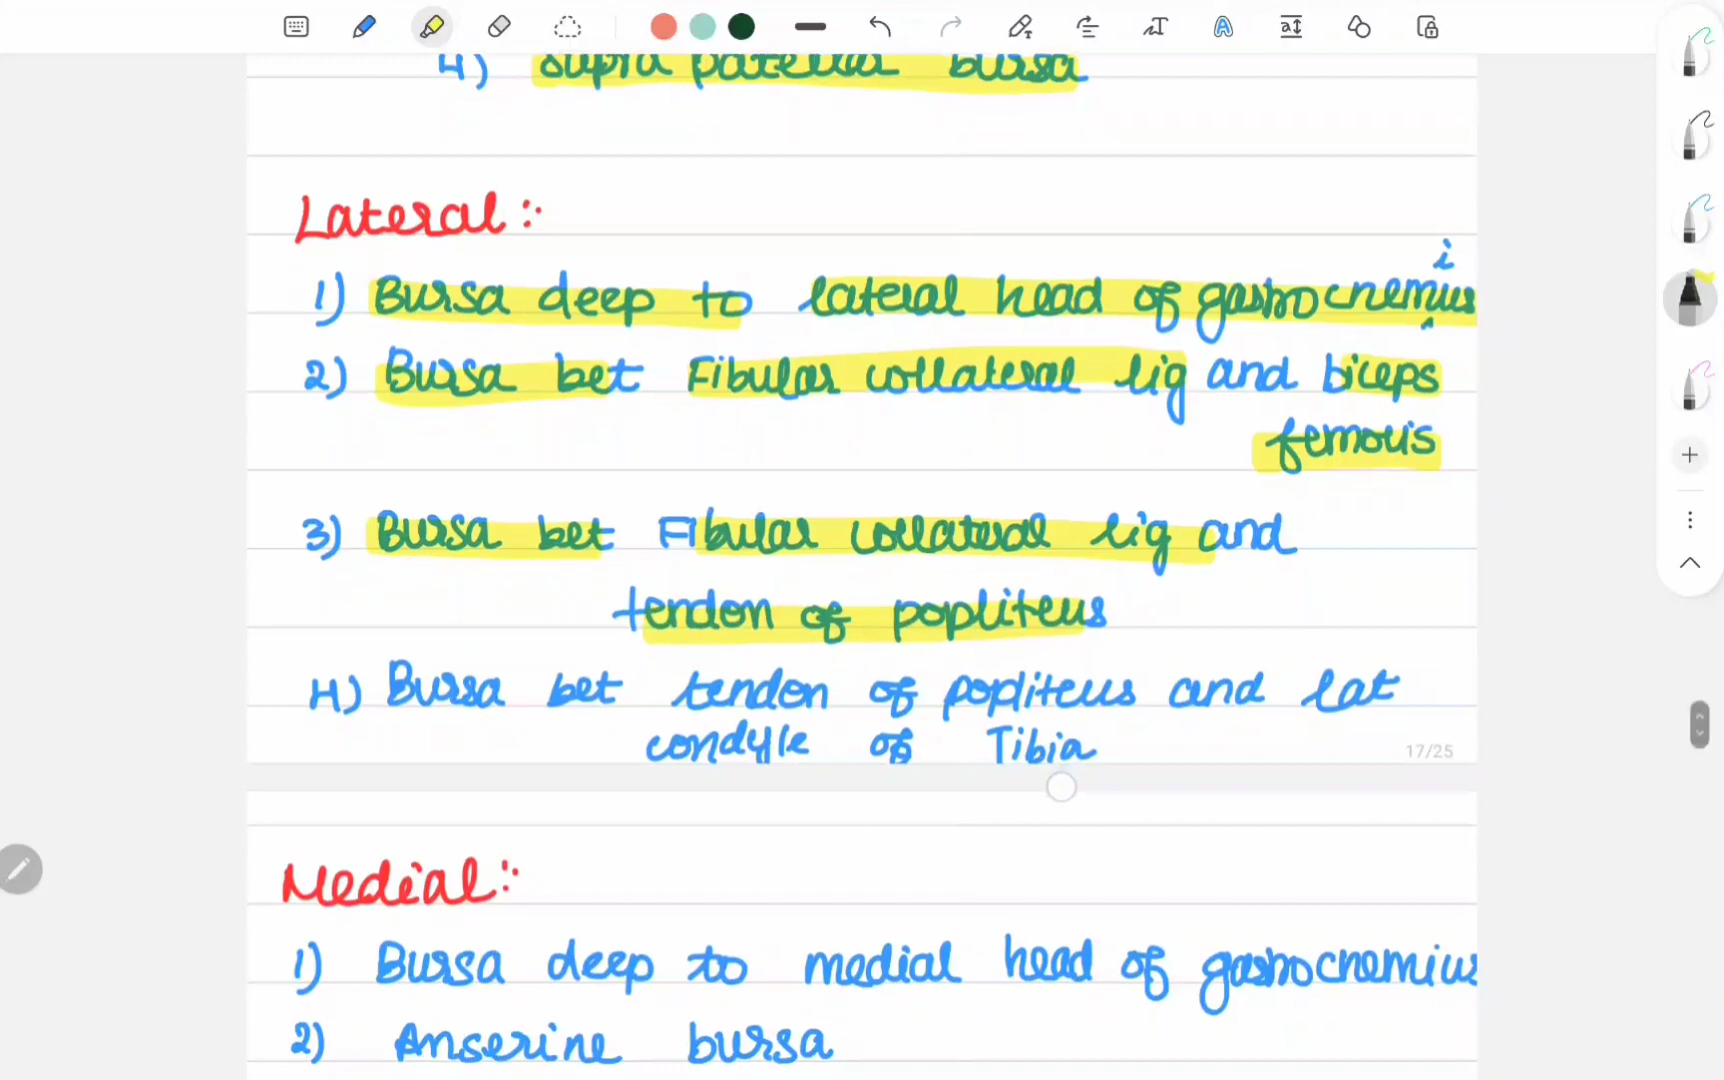 4) Supra patellar bursa
Lateral :-
i
1) Bursa deep to lateral head of gastrocnemus
2) Bursa bet Fibular collateral lig and biceps
femoris
3) Bursa bet Fibular collateral lig and
tendon of popliteus
4) Bursa bet tendon of popliteus and lat
condyle of Tibia
17/25
Medial :-
1) Bursa deep to medial head of gastrocnemius
2) Anserine bursa